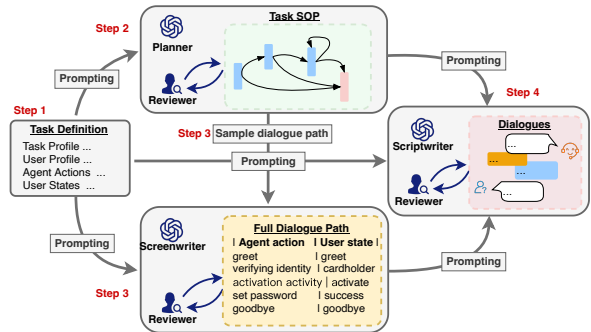 Step 2
Task SOP
Planner
Reviewer
Prompting
Prompting
Step 1
Task Definition
Task Profile ...
User Profile ...
Agent Actions ...
User States ...
Step 3
Sample dialogue path
Prompting
Step 4
Dialogues
Scriptwriter
Reviewer
...
...
...
...
Prompting
Step 3
Screenwriter
Reviewer
Full Dialogue Path
| Agent action | User state |
greet | greet
verifying identity | cardholder
activation activity | activate
set password | success
goodbye | goodbye
Prompting